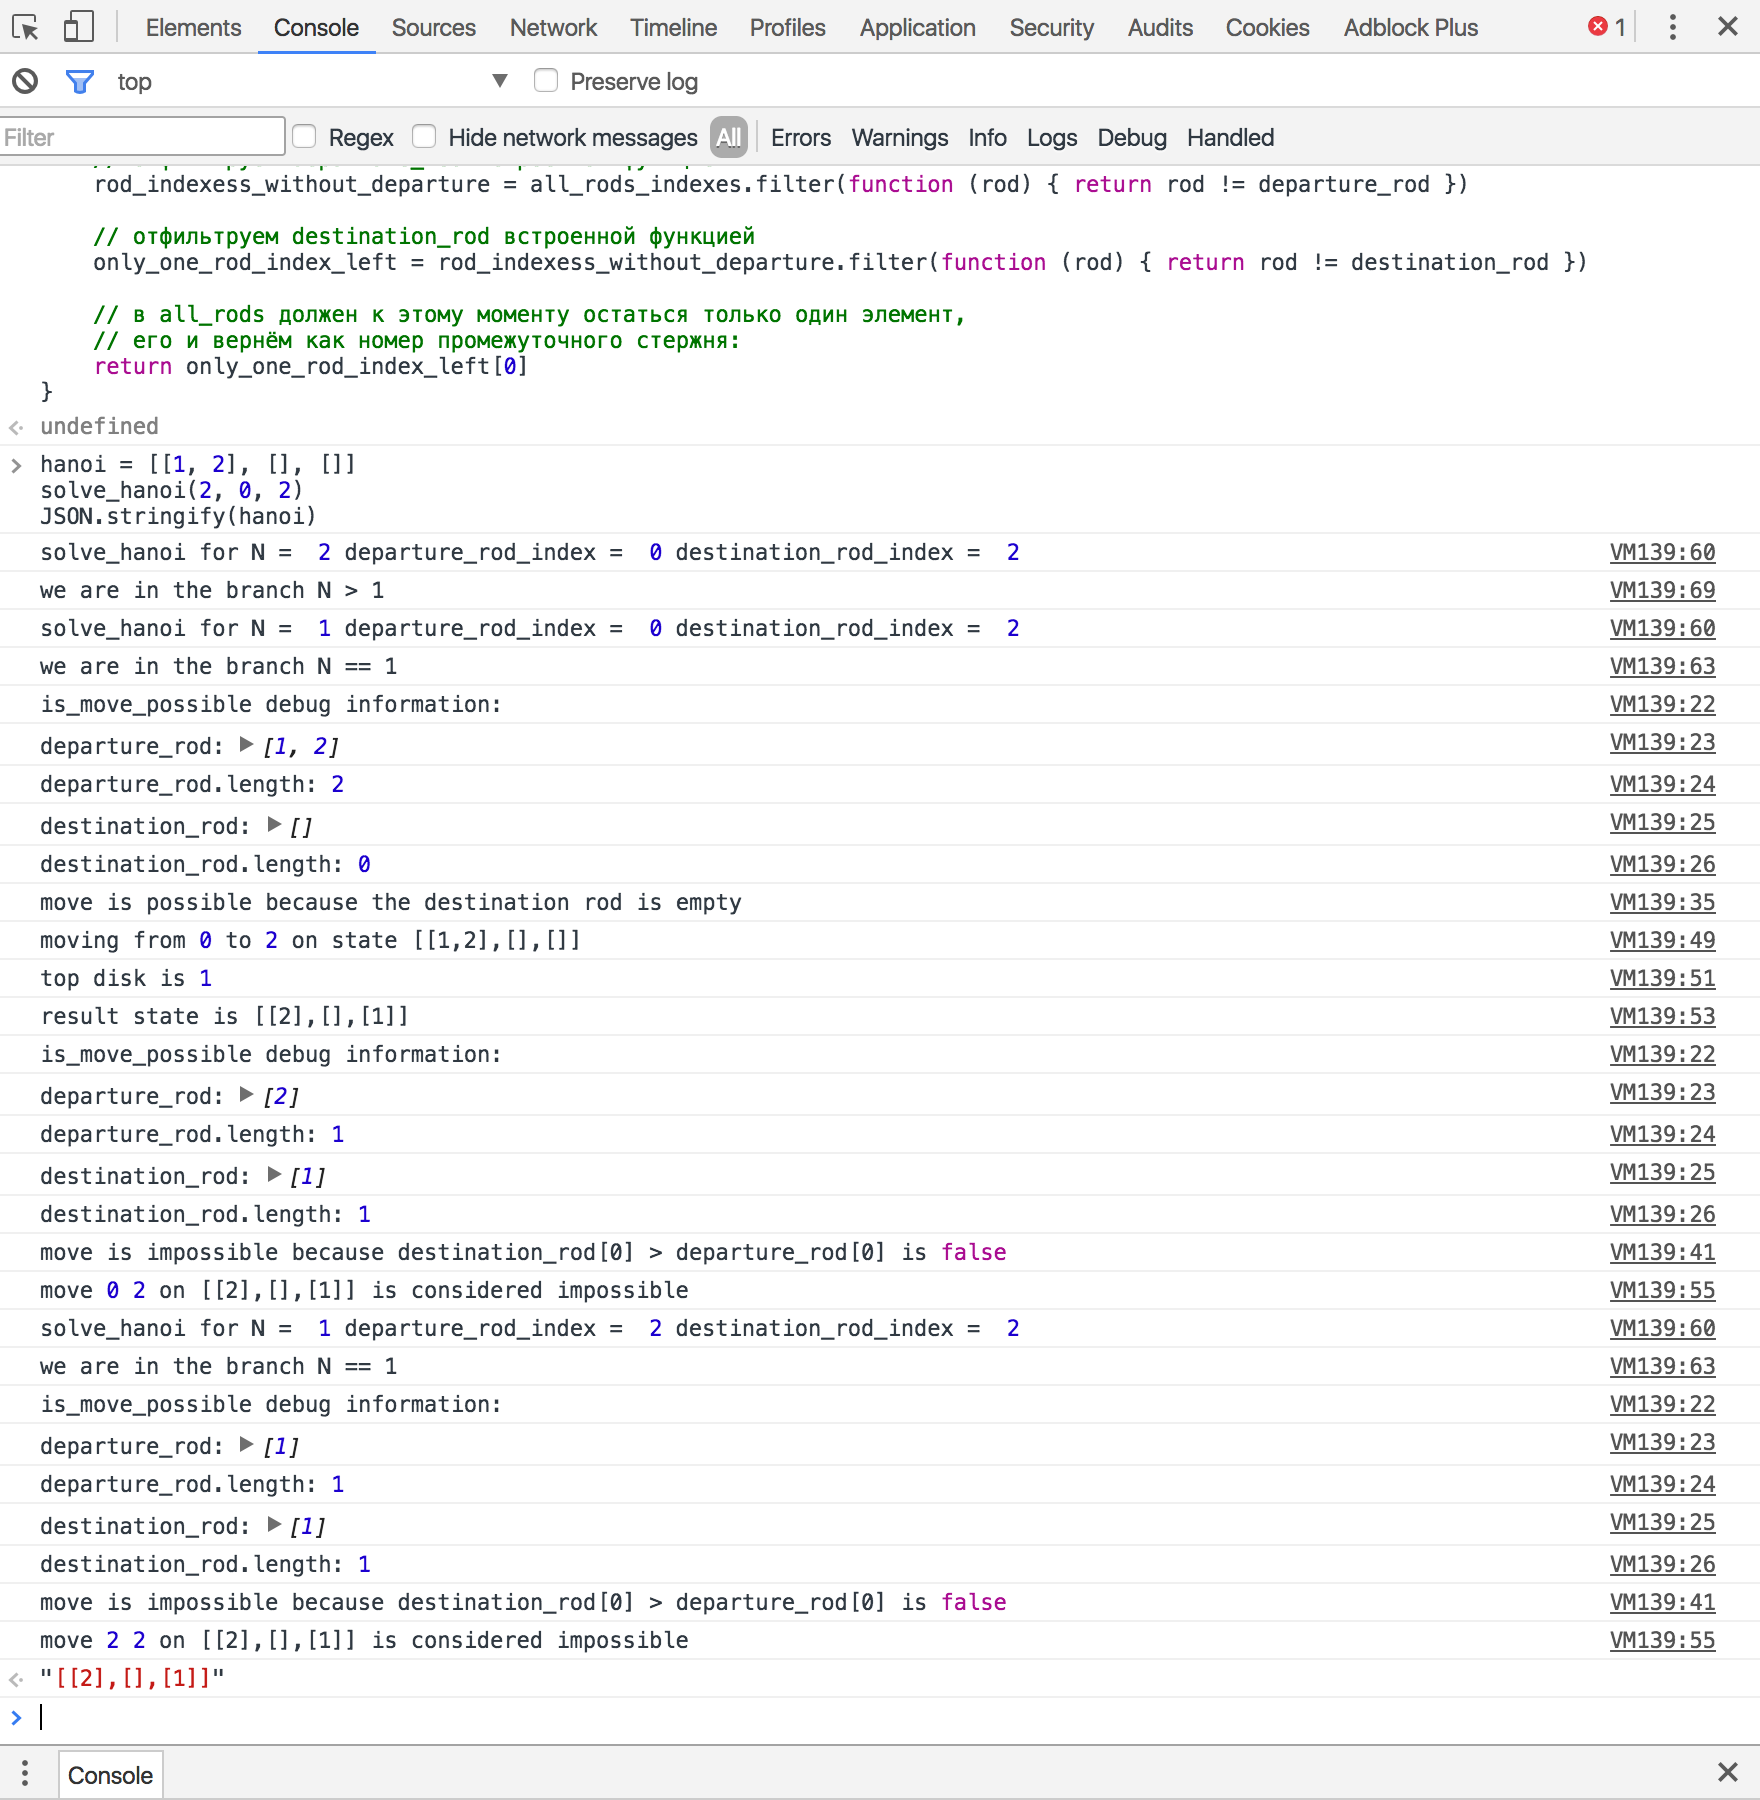 Elements Console Sources Network Timeline Profiles Application Security Audits Cookies Adblock Plus 1
top Preserve log
Filter Regex Hide network messages All Errors Warnings Info Logs Debug Handled
rod_indexess_without_departure = all_rods_indexes.filter(function (rod) { return rod != departure_rod })
// отфильтруем destination_rod встроенной функцией
only_one_rod_index_left = rod_indexess_without_departure.filter(function (rod) { return rod != destination_rod })
// в all_rods должен к этому моменту остаться только один элемент,
// его и вернём как номер промежуточного стержня:
return only_one_rod_index_left[0]
}
undefined
hanoi = [[1, 2], [], []]
solve_hanoi(2, 0, 2)
JSON.stringify(hanoi)
solve_hanoi for N =  2 departure_rod_index =  0 destination_rod_index =  2 VM139:60
we are in the branch N > 1 VM139:69
solve_hanoi for N =  1 departure_rod_index =  0 destination_rod_index =  2 VM139:60
we are in the branch N == 1 VM139:63
is_move_possible debug information: VM139:22
departure_rod: ▶ [1, 2] VM139:23
departure_rod.length: 2 VM139:24
destination_rod: ▶ [] VM139:25
destination_rod.length: 0 VM139:26
move is possible because the destination rod is empty VM139:35
moving from 0 to 2 on state [[1,2],[],[]] VM139:49
top disk is 1 VM139:51
result state is [[2],[],[1]] VM139:53
is_move_possible debug information: VM139:22
departure_rod: ▶ [2] VM139:23
departure_rod.length: 1 VM139:24
destination_rod: ▶ [1] VM139:25
destination_rod.length: 1 VM139:26
move is impossible because destination_rod[0] > departure_rod[0] is false VM139:41
move 0 2 on [[2],[],[1]] is considered impossible VM139:55
solve_hanoi for N =  1 departure_rod_index =  2 destination_rod_index =  2 VM139:60
we are in the branch N == 1 VM139:63
is_move_possible debug information: VM139:22
departure_rod: ▶ [1] VM139:23
departure_rod.length: 1 VM139:24
destination_rod: ▶ [1] VM139:25
destination_rod.length: 1 VM139:26
move is impossible because destination_rod[0] > departure_rod[0] is false VM139:41
move 2 2 on [[2],[],[1]] is considered impossible VM139:55
"[[2],[],[1]]"
Console